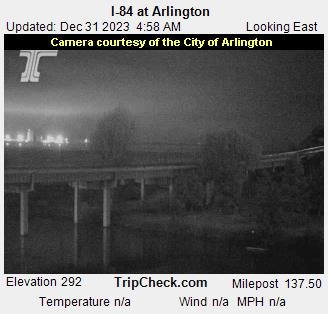 I-84 at Arlington
Updated: Dec 31 2023 4:58 AM Looking East
Camera courtesy of the City of Arlington
Elevation 292 TripCheck.com Milepost 137.50
Temperature n/a Wind n/a MPH n/a